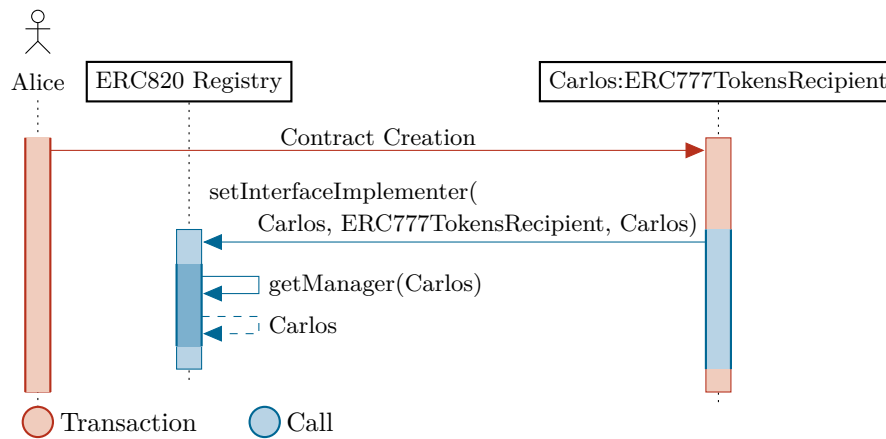 Alice
ERC820 Registry
Carlos:ERC777TokensRecipient
Contract Creation
setInterfaceImplementer(
Carlos, ERC777TokensRecipient, Carlos)
getManager(Carlos)
Carlos
Transaction
Call